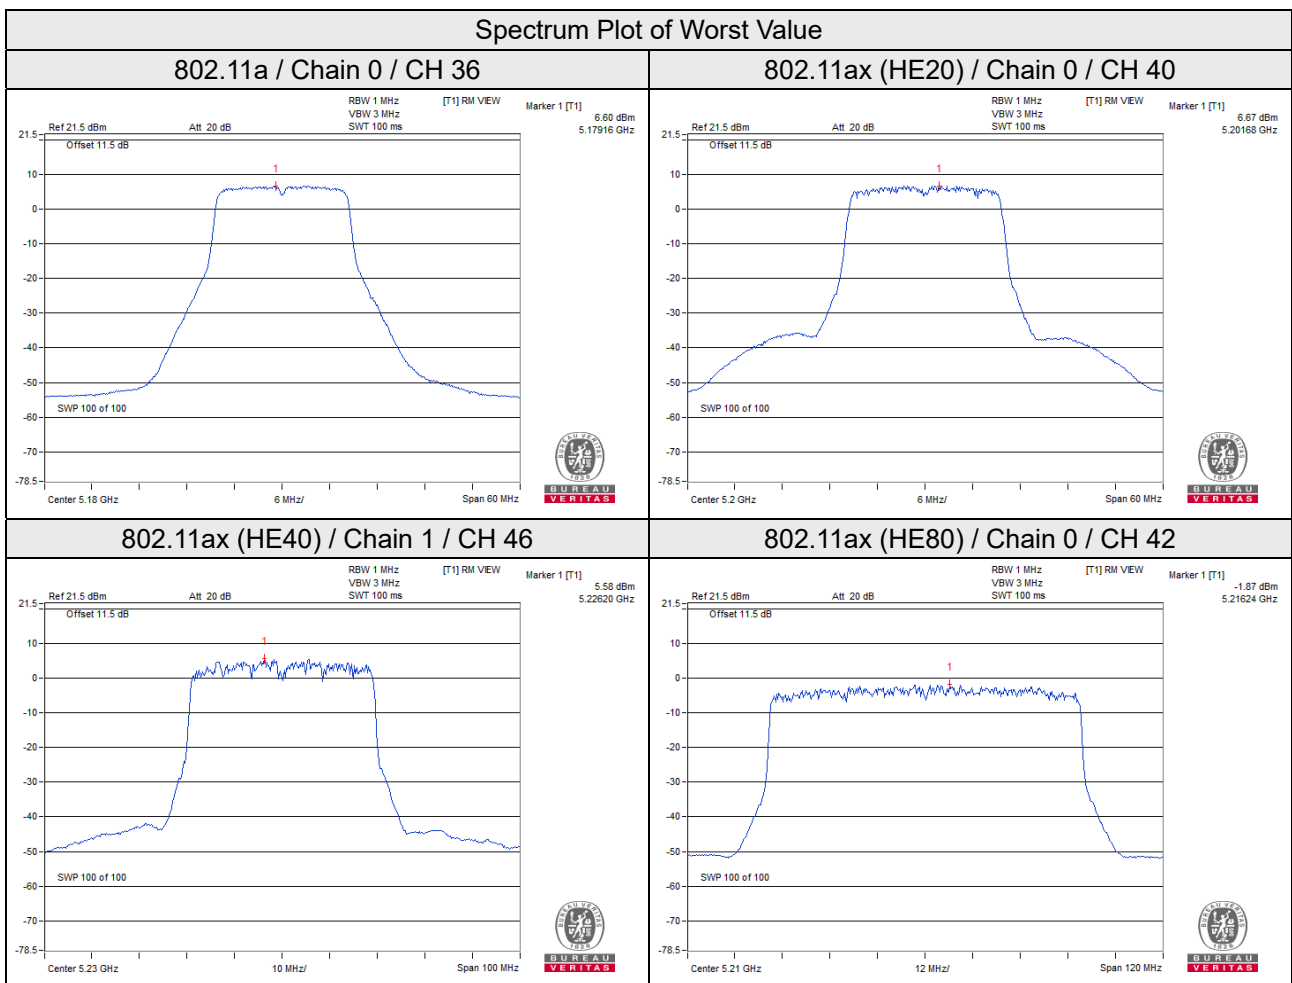 Spectrum Plot of Worst Value
802.11a / Chain 0 / CH 36
802.11ax (HE20) / Chain 0 / CH 40
RBW 1 MHz
[T1] RM VIEW
Marker 1 [T1]
VBW 3 MHz
6.60 dBm
Ref 21.5 dBm
Att 20 dB
SWT 100 ms
5.17916 GHz
21.5
Offset 11.5 dB
1
10
0
-10
-20
-30
-40
-50
SWP 100 of 100
-60
-70
-78.5
Center 5.18 GHz
6 MHz/
Span 60 MHz
BUREAU VERITAS
1828
BUREAU
VERITAS
RBW 1 MHz
[T1] RM VIEW
Marker 1 [T1]
VBW 3 MHz
6.67 dBm
Ref 21.5 dBm
Att 20 dB
SWT 100 ms
5.20168 GHz
21.5
Offset 11.5 dB
1
10
0
-10
-20
-30
-40
-50
SWP 100 of 100
-60
-70
-78.5
Center 5.2 GHz
6 MHz/
Span 60 MHz
BUREAU VERITAS
1828
BUREAU
VERITAS
802.11ax (HE40) / Chain 1 / CH 46
802.11ax (HE80) / Chain 0 / CH 42
RBW 1 MHz
[T1] RM VIEW
Marker 1 [T1]
VBW 3 MHz
5.58 dBm
Ref 21.5 dBm
Att 20 dB
SWT 100 ms
5.22620 GHz
21.5
Offset 11.5 dB
1
10
0
-10
-20
-30
-40
-50
SWP 100 of 100
-60
-70
-78.5
Center 5.23 GHz
10 MHz/
Span 100 MHz
BUREAU VERITAS
1828
BUREAU
VERITAS
RBW 1 MHz
[T1] RM VIEW
Marker 1 [T1]
VBW 3 MHz
-1.87 dBm
Ref 21.5 dBm
Att 20 dB
SWT 100 ms
5.21624 GHz
21.5
Offset 11.5 dB
1
10
0
-10
-20
-30
-40
-50
SWP 100 of 100
-60
-70
-78.5
Center 5.21 GHz
12 MHz/
Span 120 MHz
BUREAU VERITAS
1828
BUREAU
VERITAS